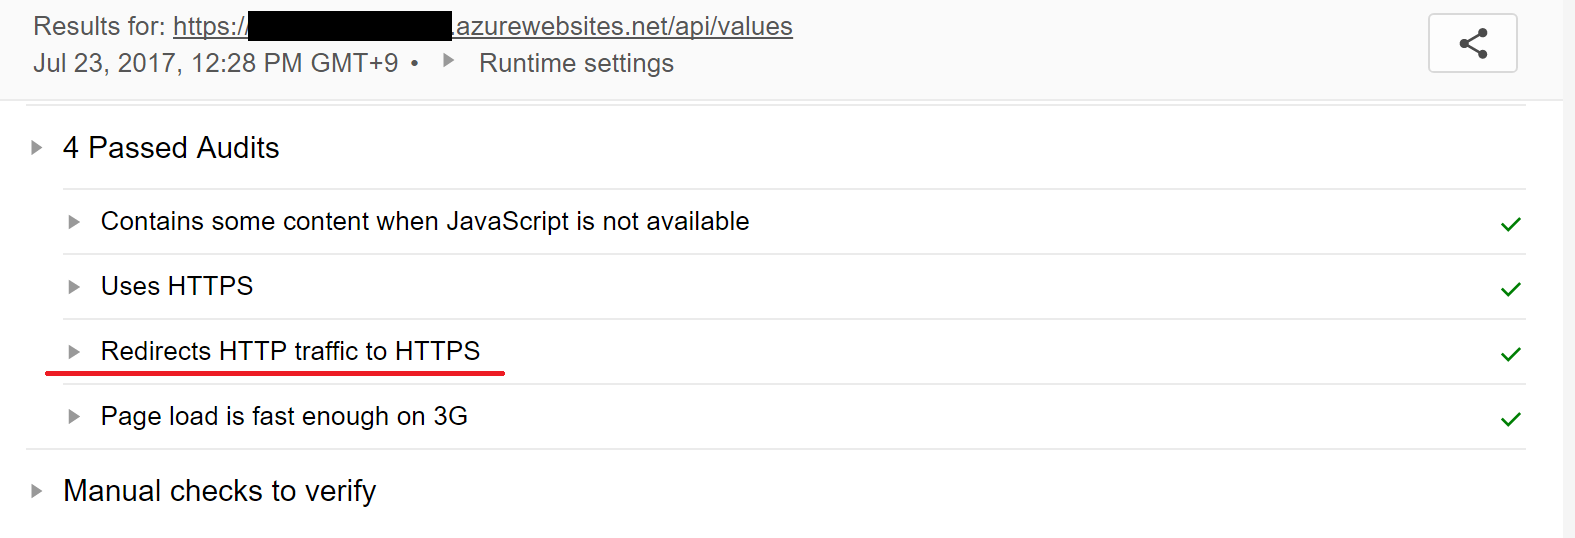 Results for: https://.azurewebsites.net/api/values
Jul 23, 2017, 12:28 PM GMT+9 • Runtime settings
4 Passed Audits
Contains some content when JavaScript is not available
Uses HTTPS
Redirects HTTP traffic to HTTPS
Page load is fast enough on 3G
Manual checks to verify